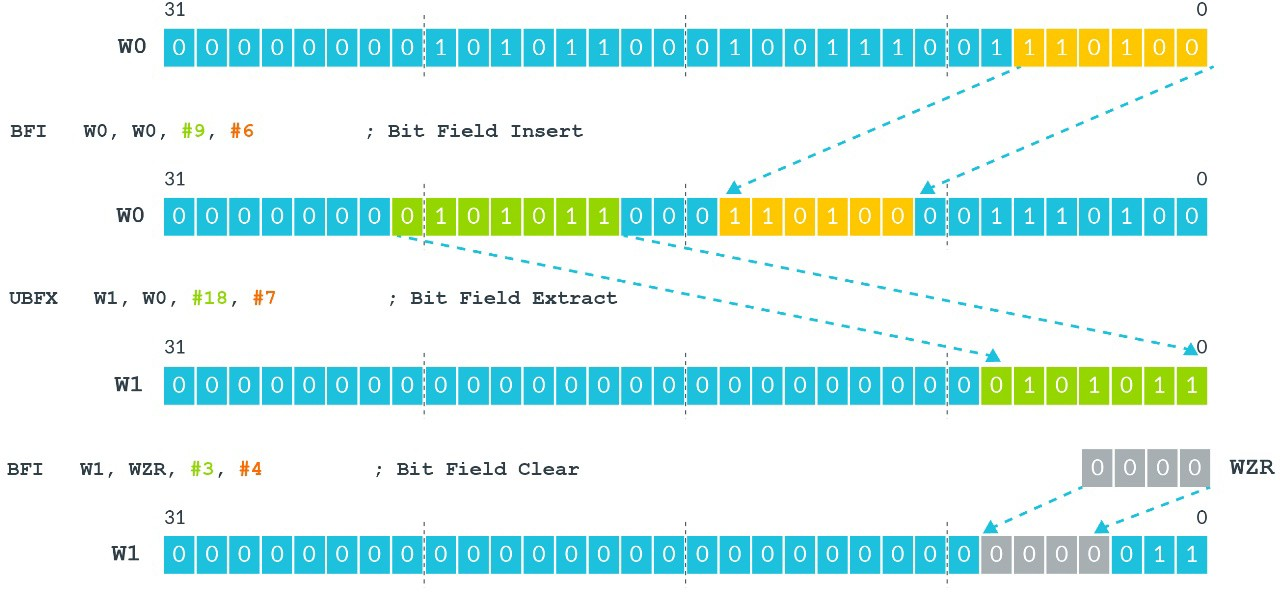 31 0
W0 0 0 0 0 0 0 0 0 1 0 1 0 1 1 0 0 0 1 0 0 1 1 1 0 0 1 1 1 0 1 0 0
BFI W0, W0, #9, #6 ; Bit Field Insert
31 0
W0 0 0 0 0 0 0 0 0 1 0 1 0 1 1 0 0 0 1 1 0 1 0 0 0 0 1 1 1 0 1 0 0
UBFX W1, W0, #18, #7 ; Bit Field Extract
31 0
W1 0 0 0 0 0 0 0 0 0 0 0 0 0 0 0 0 0 0 0 0 0 0 0 0 0 0 1 0 1 0 1 1
BFI W1, WZR, #3, #4 ; Bit Field Clear 0 0 0 0 WZR
31 0
W1 0 0 0 0 0 0 0 0 0 0 0 0 0 0 0 0 0 0 0 0 0 0 0 0 0 0 0 0 0 0 1 1